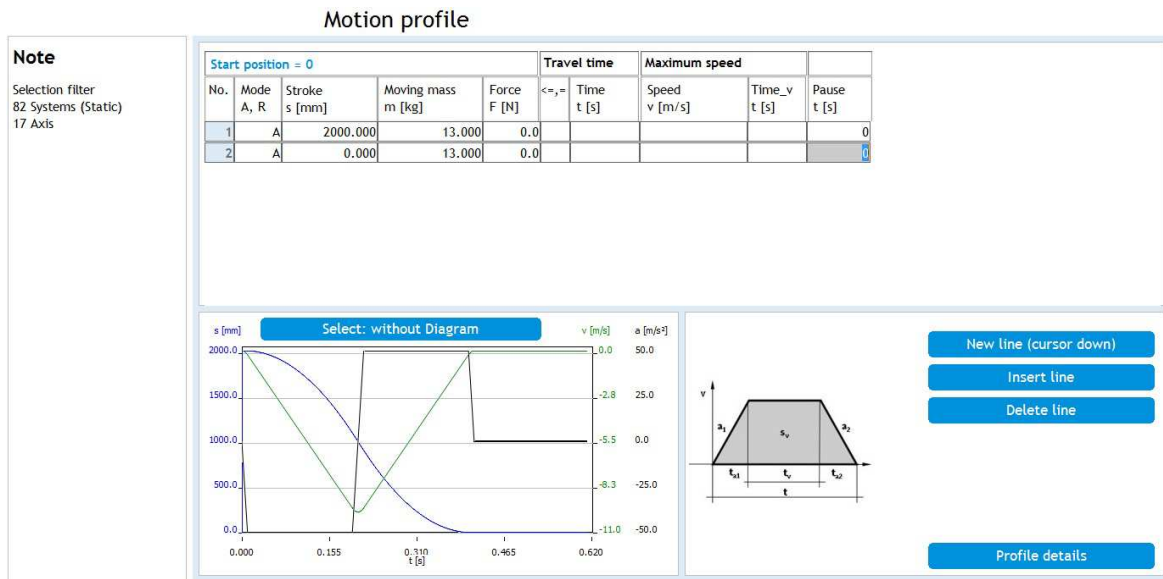 Motion profile
Note
Selection filter
82 Systems (Static)
17 Axis
Start position = 0 Travel time Maximum speed
No. Mode Stroke Moving mass Force <=,= Time Speed Time_v Pause
A, R s [mm] m [kg] F [N] t [s] v [m/s] t [s] t [s]
1 A 2000.000 13.000 0.0 0
2 A 0.000 13.000 0.0 0
s [mm] Select: without Diagram v [m/s] a [m/s²]
2000.0 0.0 50.0
1500.0 -2.8 25.0
1000.0 -5.5 0.0
500.0 -8.3 -25.0
0.0 -11.0 -50.0
0.000 0.155 0.310 0.465 0.620
t [s]
v
a1 sv a2
ta1 tv ta2
t
New line (cursor down)
Insert line
Delete line
Profile details